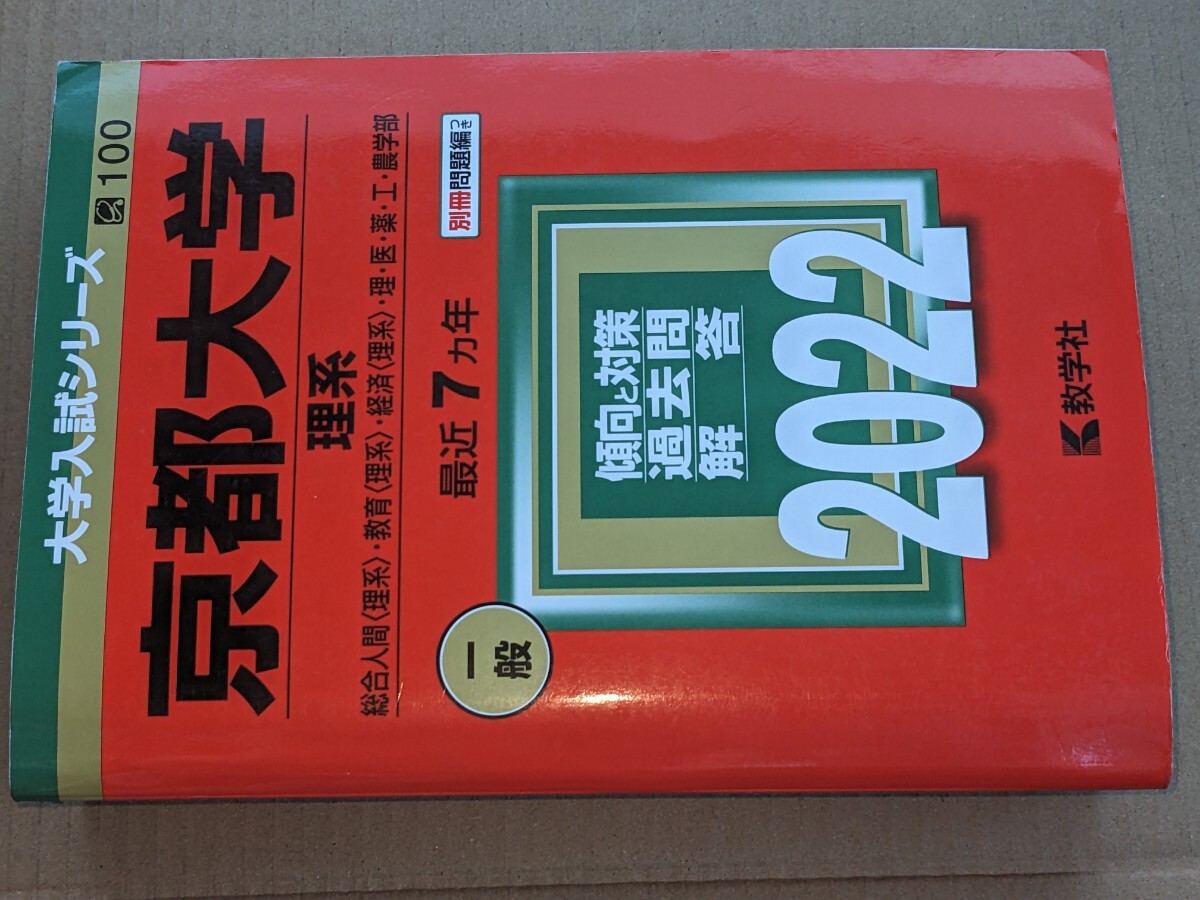 大学入試シリーズ
100
京都大学
理系
総合人間〈理系〉・教育〈理系〉・経済〈理系〉・理・医・薬・工・農学部
最近7ヵ年
別冊問題編つき
一般
傾向と対策
過去問
解答
2022
教学社